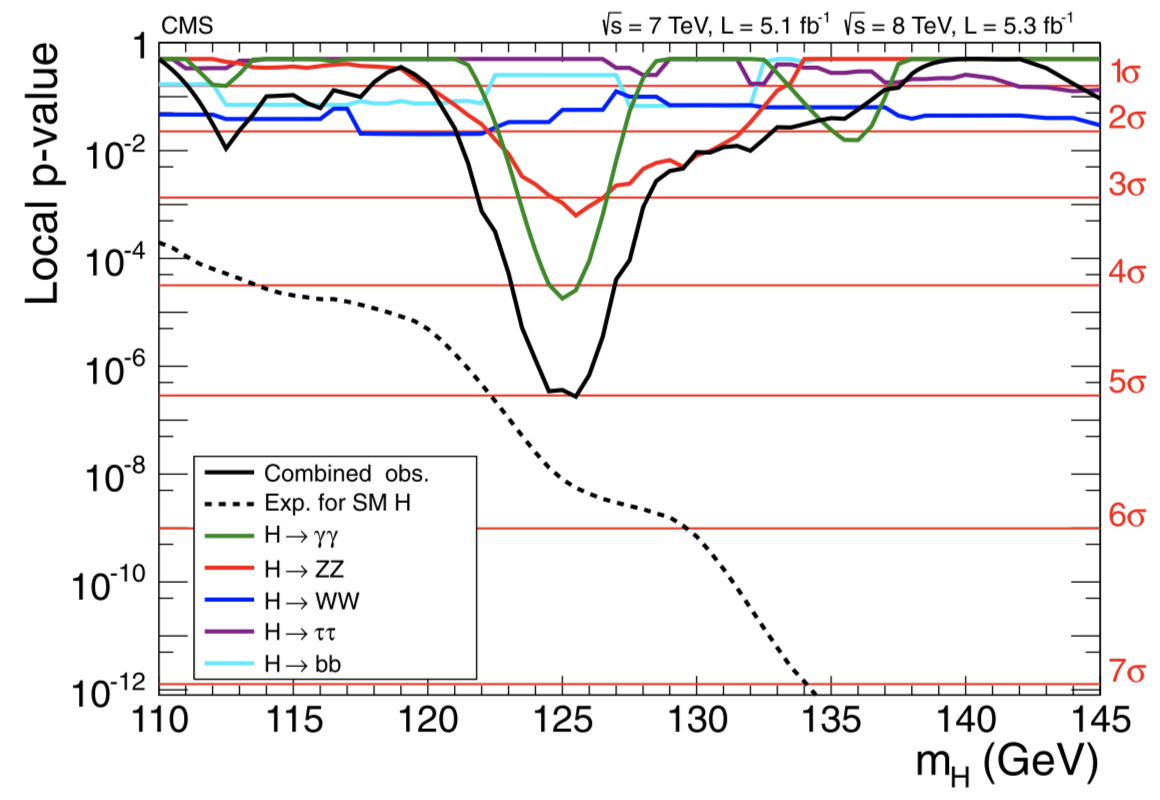 CMS √s = 7 TeV, L = 5.1 fb⁻¹ √s = 8 TeV, L = 5.3 fb⁻¹
Local p-value
1
10⁻²
10⁻⁴
10⁻⁶
10⁻⁸
10⁻¹⁰
10⁻¹²
1σ
2σ
3σ
4σ
5σ
6σ
7σ
Combined obs.
Exp. for SM H
H → γγ
H → ZZ
H → WW
H → ττ
H → bb
110 115 120 125 130 135 140 145
m_H (GeV)